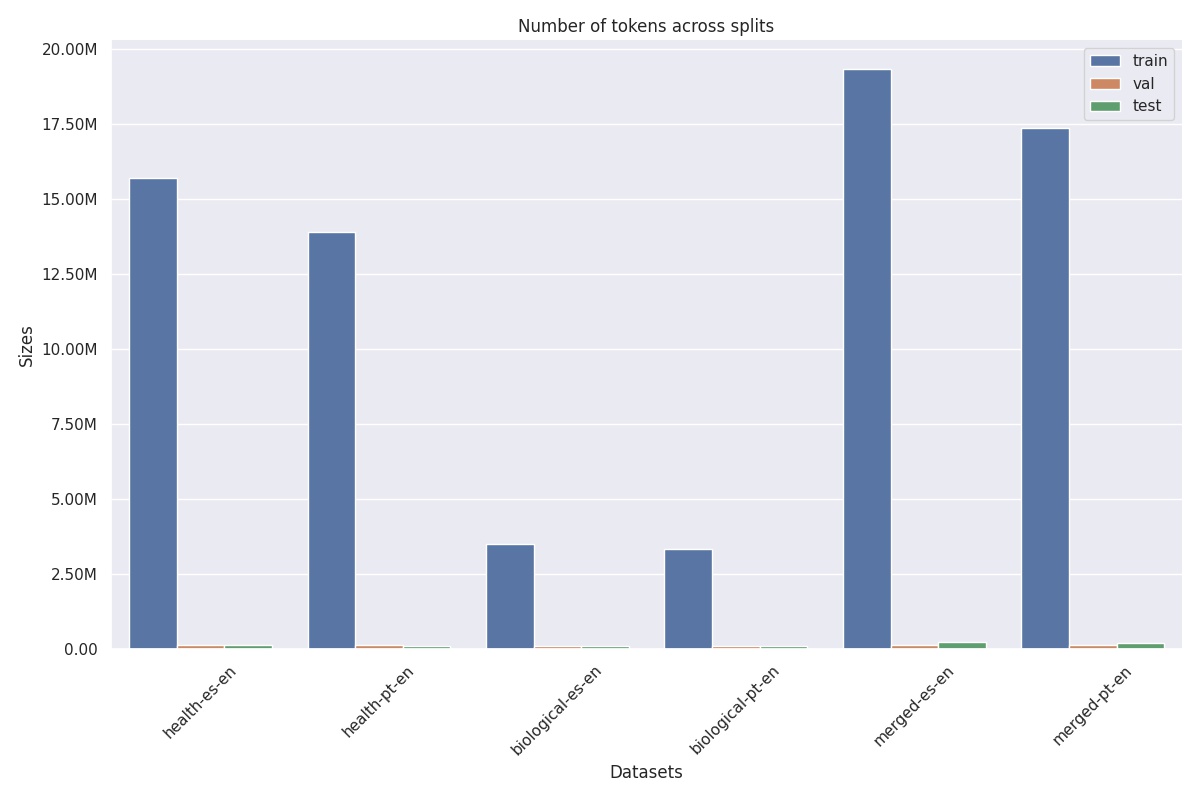 Number of tokens across splits
train
val
test
Sizes
20.00M
17.50M
15.00M
12.50M
10.00M
7.50M
5.00M
2.50M
0.00
health-es-en
health-pt-en
biological-es-en
biological-pt-en
merged-es-en
merged-pt-en
Datasets